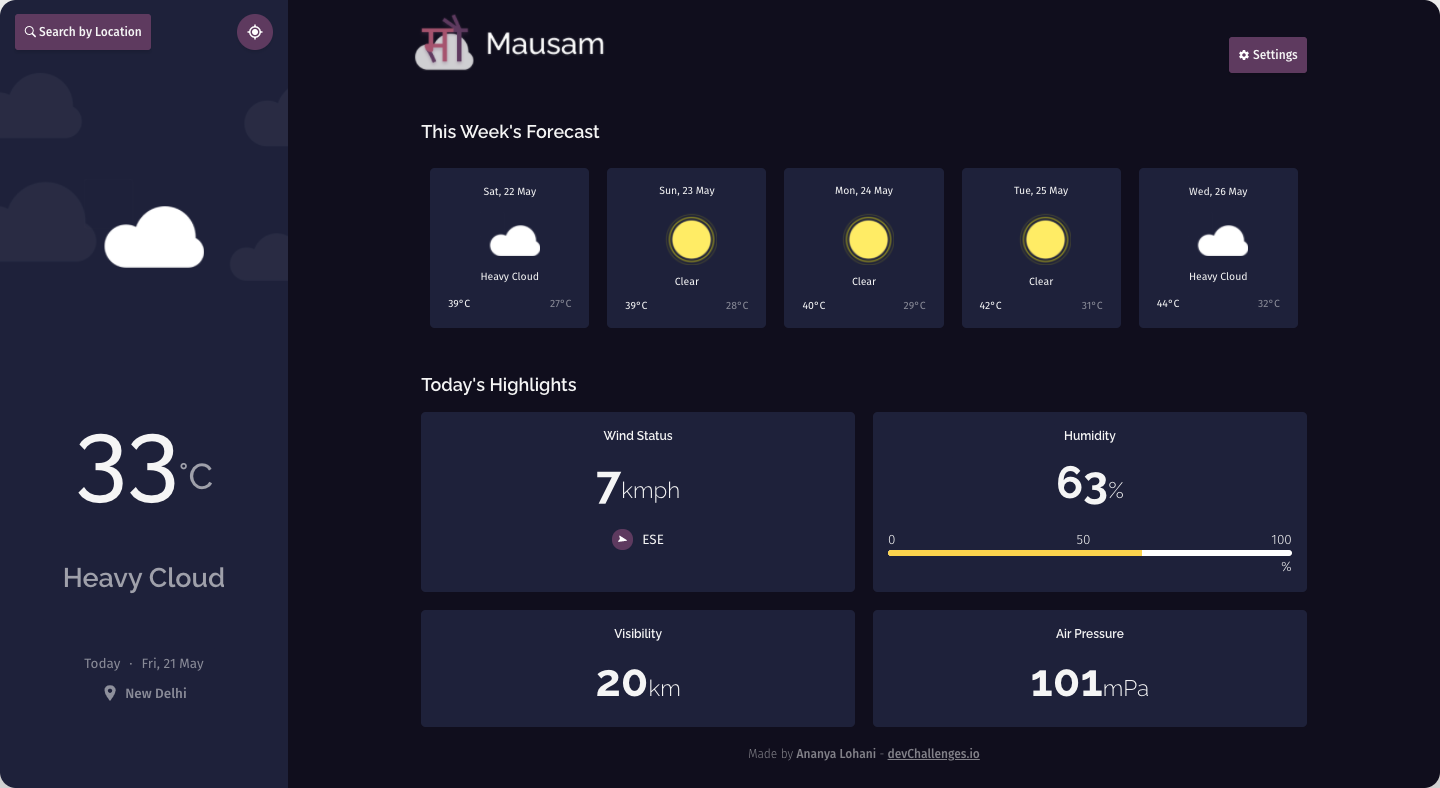 Search by Location
मौ Mausam
Settings
This Week's Forecast
Sat, 22 May
Heavy Cloud
39°C 27°C
Sun, 23 May
Clear
39°C 28°C
Mon, 24 May
Clear
40°C 29°C
Tue, 25 May
Clear
42°C 31°C
Wed, 26 May
Heavy Cloud
44°C 32°C
33°C
Heavy Cloud
Today · Fri, 21 May
New Delhi
Today's Highlights
Wind Status
7kmph
ESE
Humidity
63%
0 50 100
%
Visibility
20km
Air Pressure
101mPa
Made by Ananya Lohani - devChallenges.io